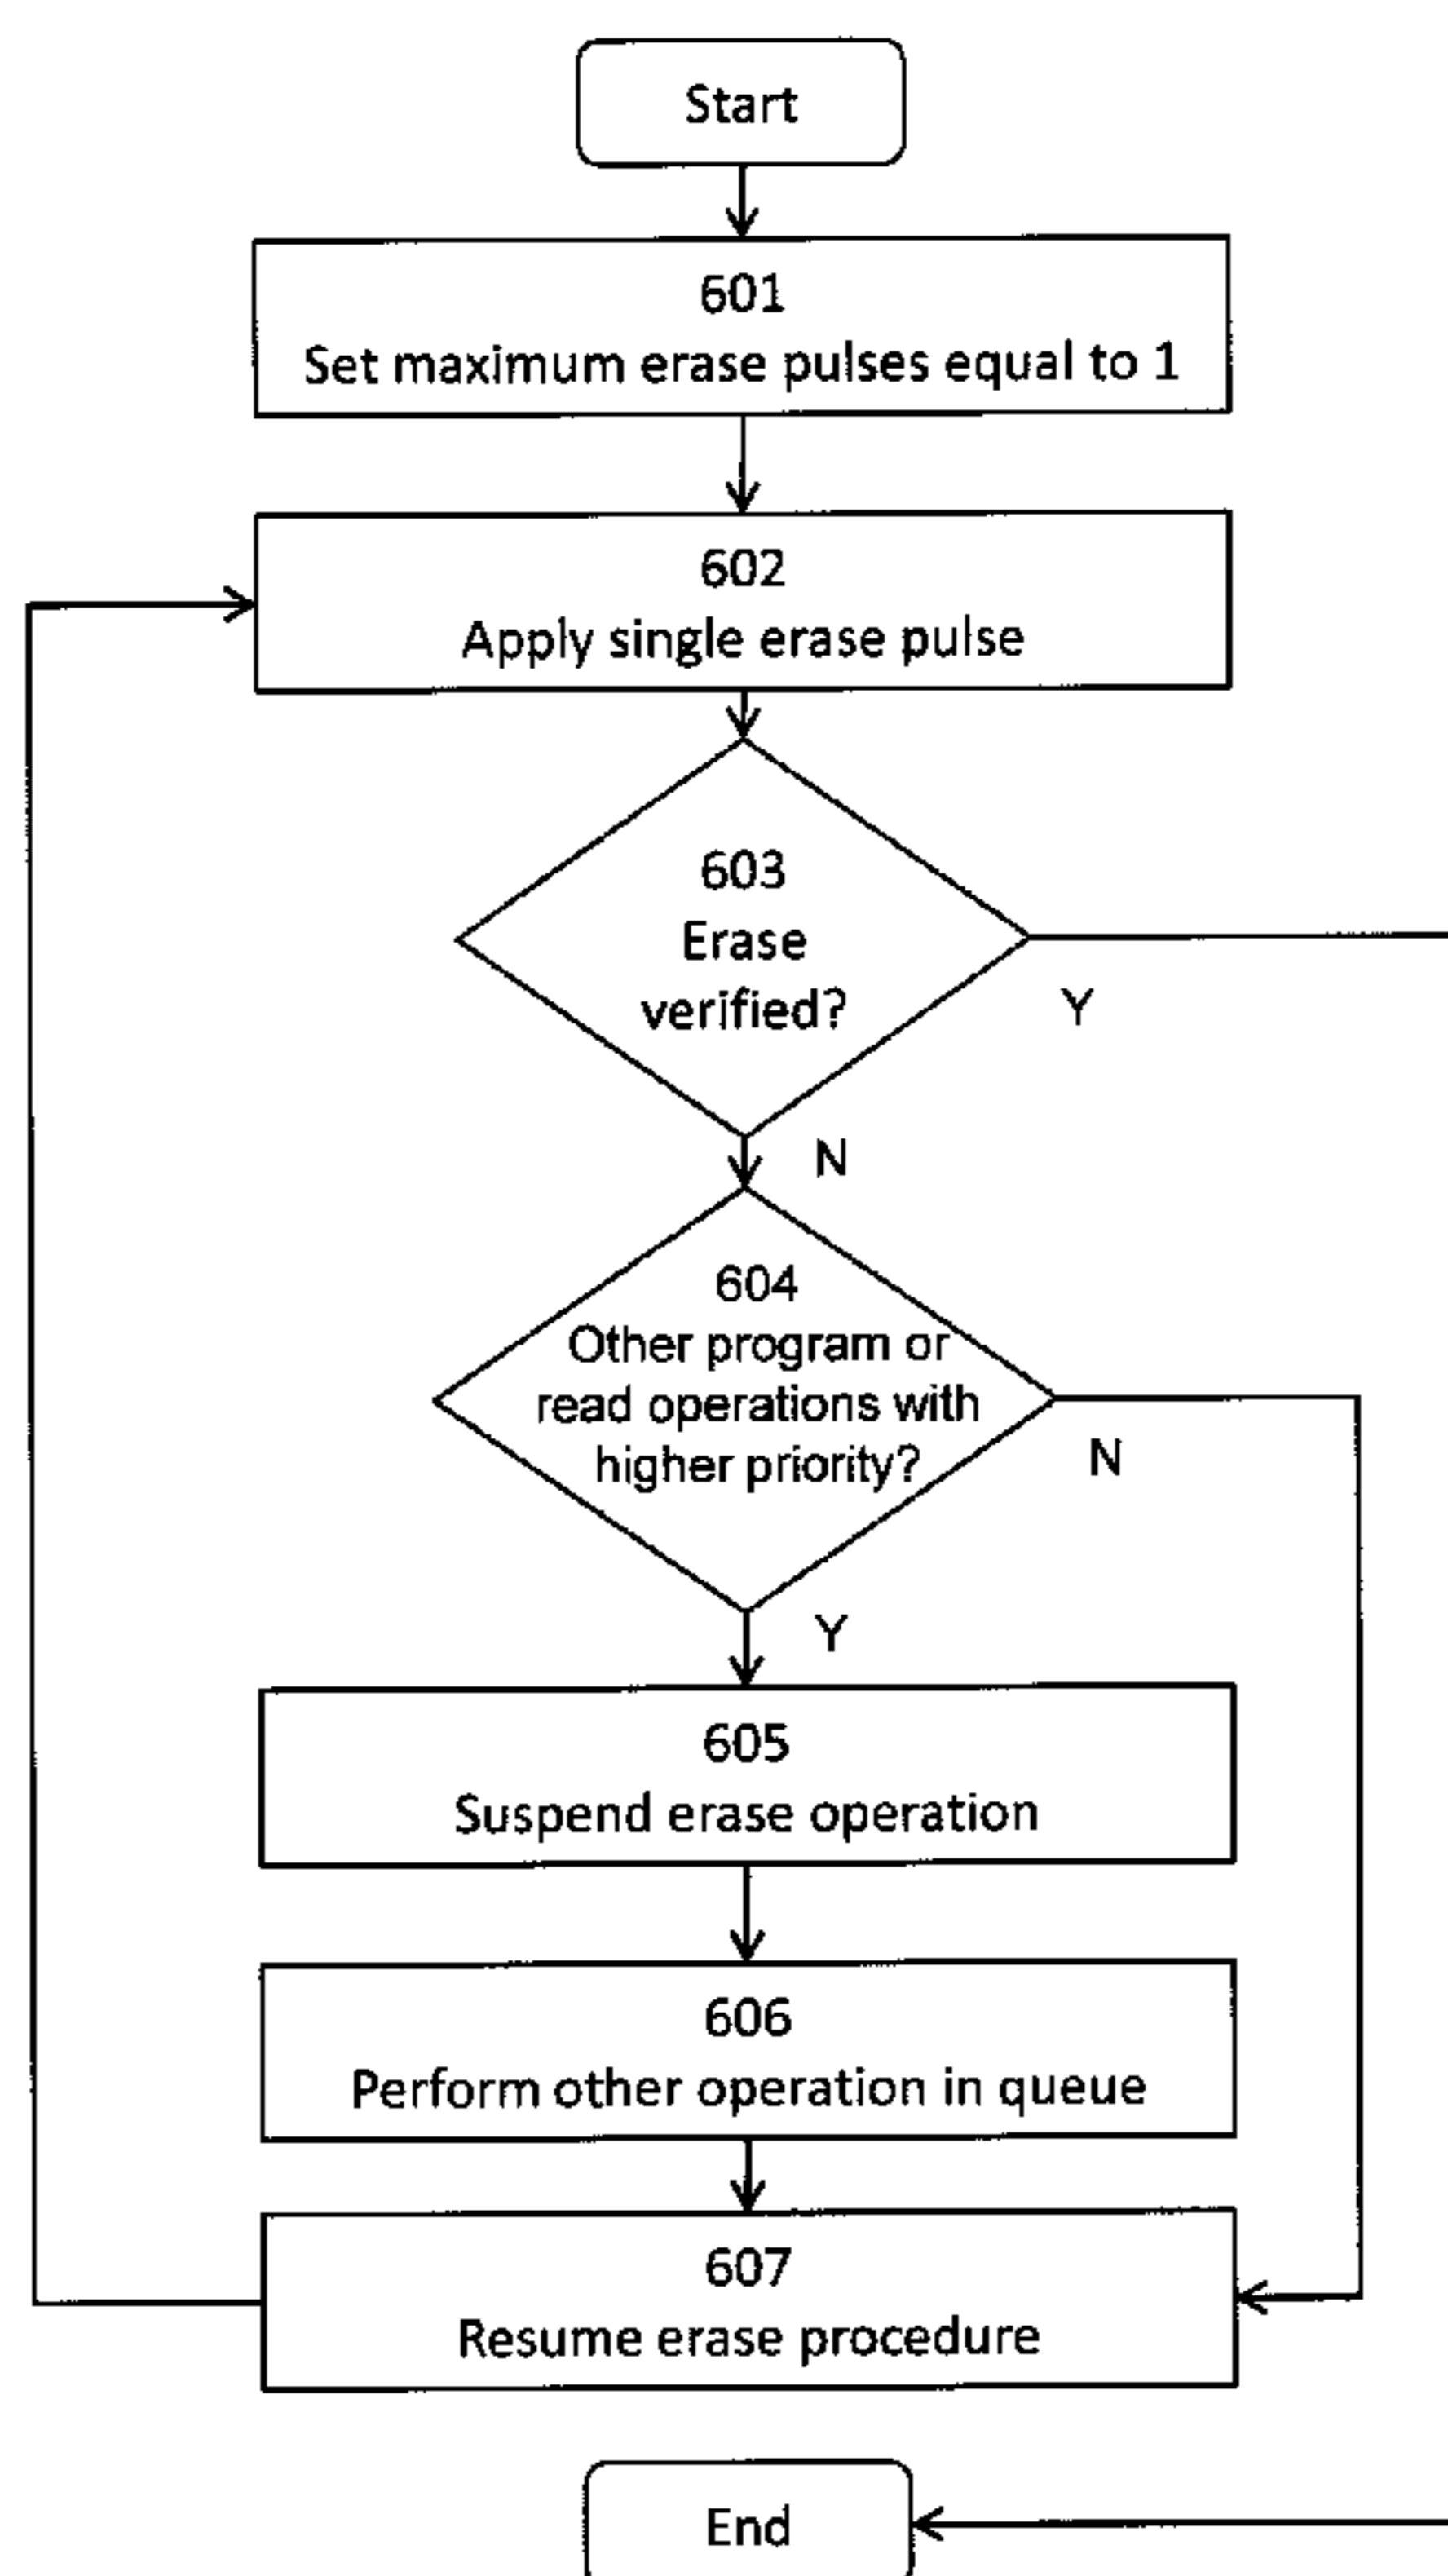 Start
601
Set maximum erase pulses equal to 1
602
Apply single erase pulse
603
Erase
verified?
Y
N
604
Other program or
read operations with
higher priority?
N
Y
605
Suspend erase operation
606
Perform other operation in queue
607
Resume erase procedure
End